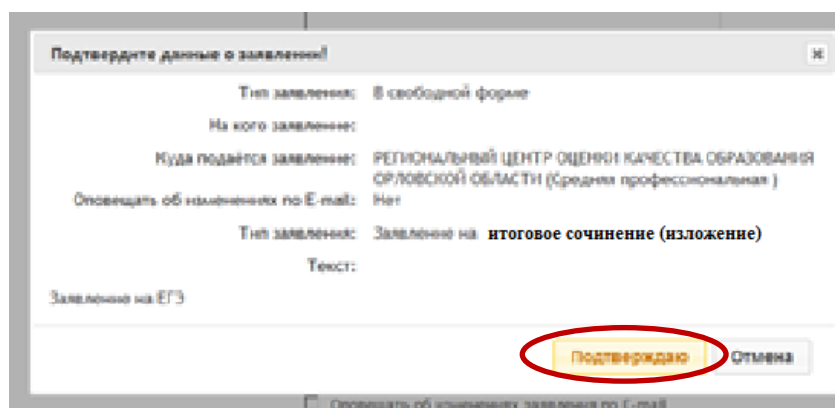 Подтвердите данные о заявлении!
Тип заявления: В свободной форме
На кого заявление:
Куда подаётся заявление: РЕГИОНАЛЬНЫЙ ЦЕНТР ОЦЕНКИ КАЧЕСТВА ОБРАЗОВАНИЯ
ОРЛОВСКОЙ ОБЛАСТИ (Средняя профессиональная )
Оповещать об изменениях по E-mail: Нет
Тип заявления: Заявление на итоговое сочинение (изложение)
Текст:
Заявление на ЕГЭ
Подтверждаю Отмена
Оповещать об изменениях заявления по E-mail